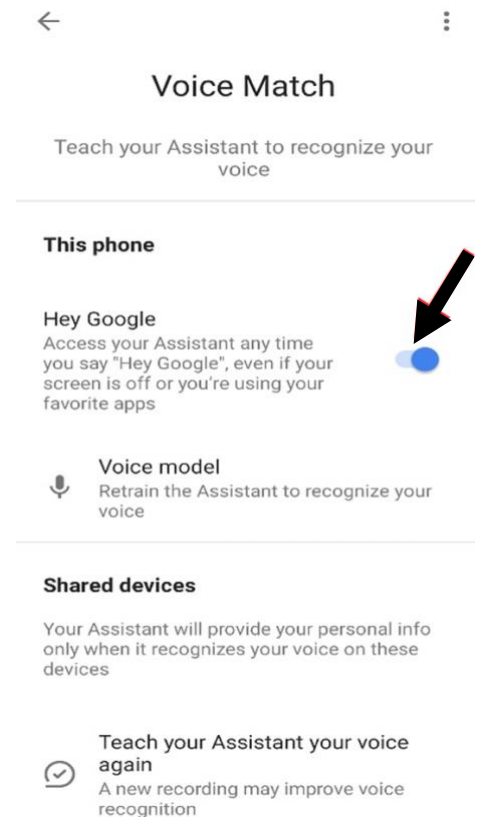 Voice Match
Teach your Assistant to recognize your
voice
This phone
Hey Google
Access your Assistant any time
you say "Hey Google", even if your
screen is off or you're using your
favorite apps
Voice model
Retrain the Assistant to recognize your
voice
Shared devices
Your Assistant will provide your personal info
only when it recognizes your voice on these
devices
Teach your Assistant your voice
again
A new recording may improve voice
recognition